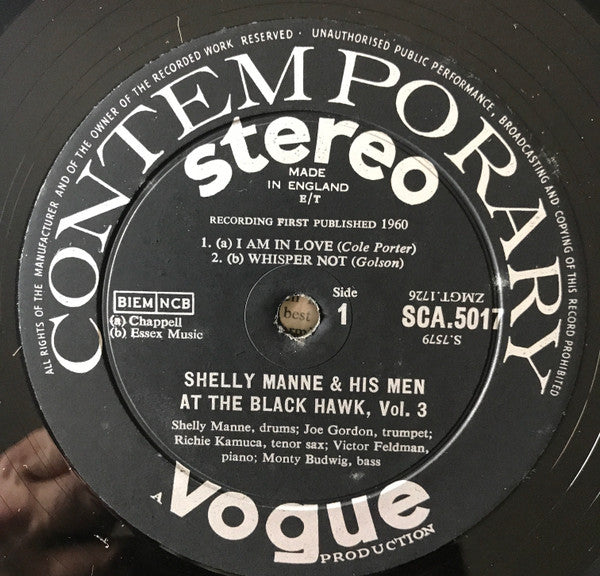 ALL RIGHTS OF THE MANUFACTURER AND OF THE OWNER OF THE RECORDED WORK RESERVED · UNAUTHORISED PUBLIC PERFORMANCE, BROADCASTING AND COPYING OF THIS RECORD PROHIBITED
CONTEMPORARY
stereo
MADE
IN ENGLAND
E/T
RECORDING FIRST PUBLISHED 1960
1. (a) I AM IN LOVE (Cole Porter)
2. (b) WHISPER NOT (Golson)
BIEM NCB
(a) Chappell
(b) Essex Music
Side
1
best
ZMGT.1726
SCA.5017
S.7579
SHELLY MANNE & HIS MEN
AT THE BLACK HAWK, Vol. 3
Shelly Manne, drums; Joe Gordon, trumpet;
Richie Kamuca, tenor sax; Victor Feldman,
piano; Monty Budwig, bass
A vogue PRODUCTION